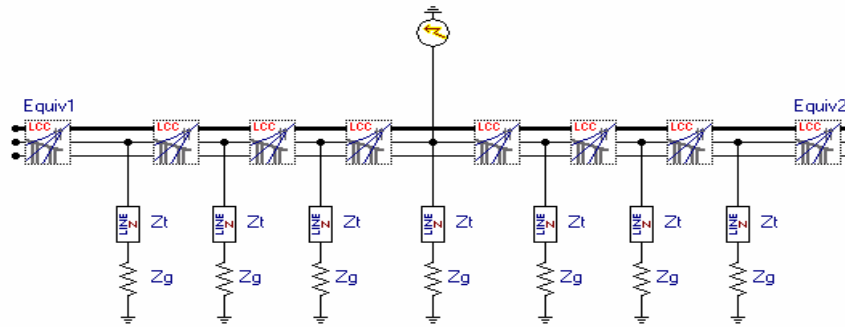 Equiv1 Equiv2
LCC LCC LCC LCC LCC LCC LCC LCC
LINE Z Zt LINE Z Zt LINE Z Zt LINE Z Zt LINE Z Zt LINE Z Zt LINE Z Zt
Zg Zg Zg Zg Zg Zg Zg